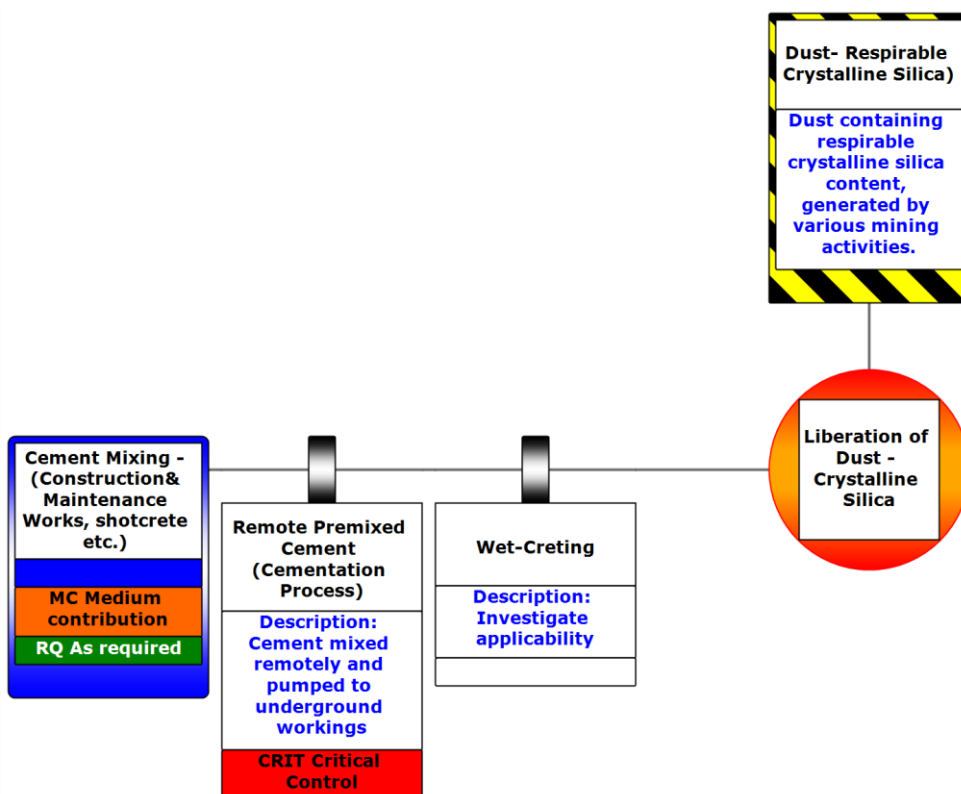 Dust- Respirable
Crystalline Silica)
Dust containing
respirable
crystalline silica
content,
generated by
various mining
activities.
Liberation of
Dust -
Crystalline
Silica
Cement Mixing -
(Construction&
Maintenance
Works, shotcrete
etc.)
MC Medium
contribution
RQ As required
Remote Premixed
Cement
(Cementation
Process)
Description:
Cement mixed
remotely and
pumped to
underground
workings
CRIT Critical
Control
Wet-Creting
Description:
Investigate
applicability